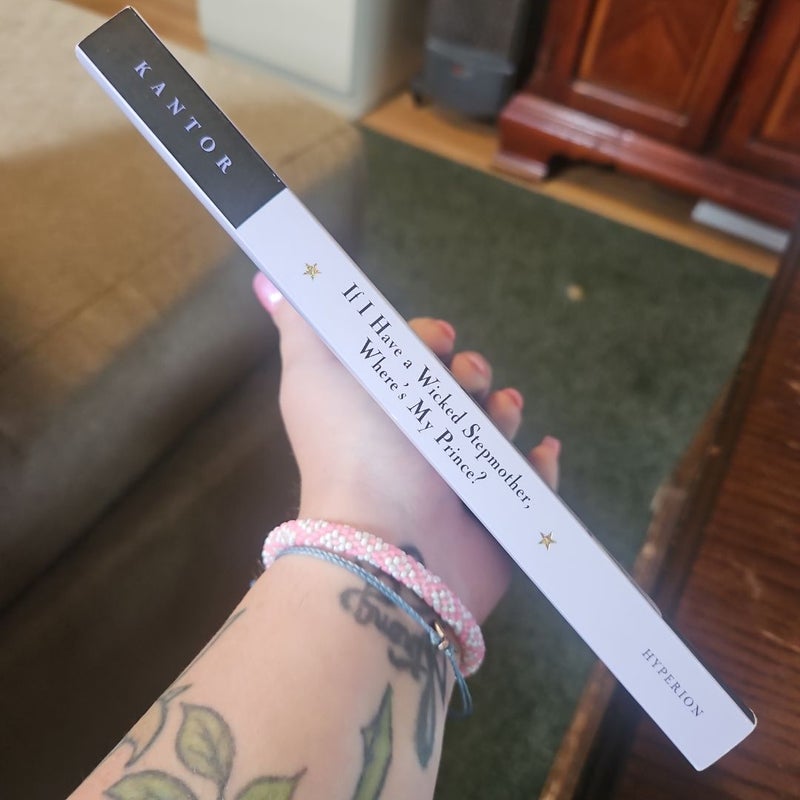 KANTOR
If I Have a Wicked Stepmother,
Where's My Prince?
HYPERION